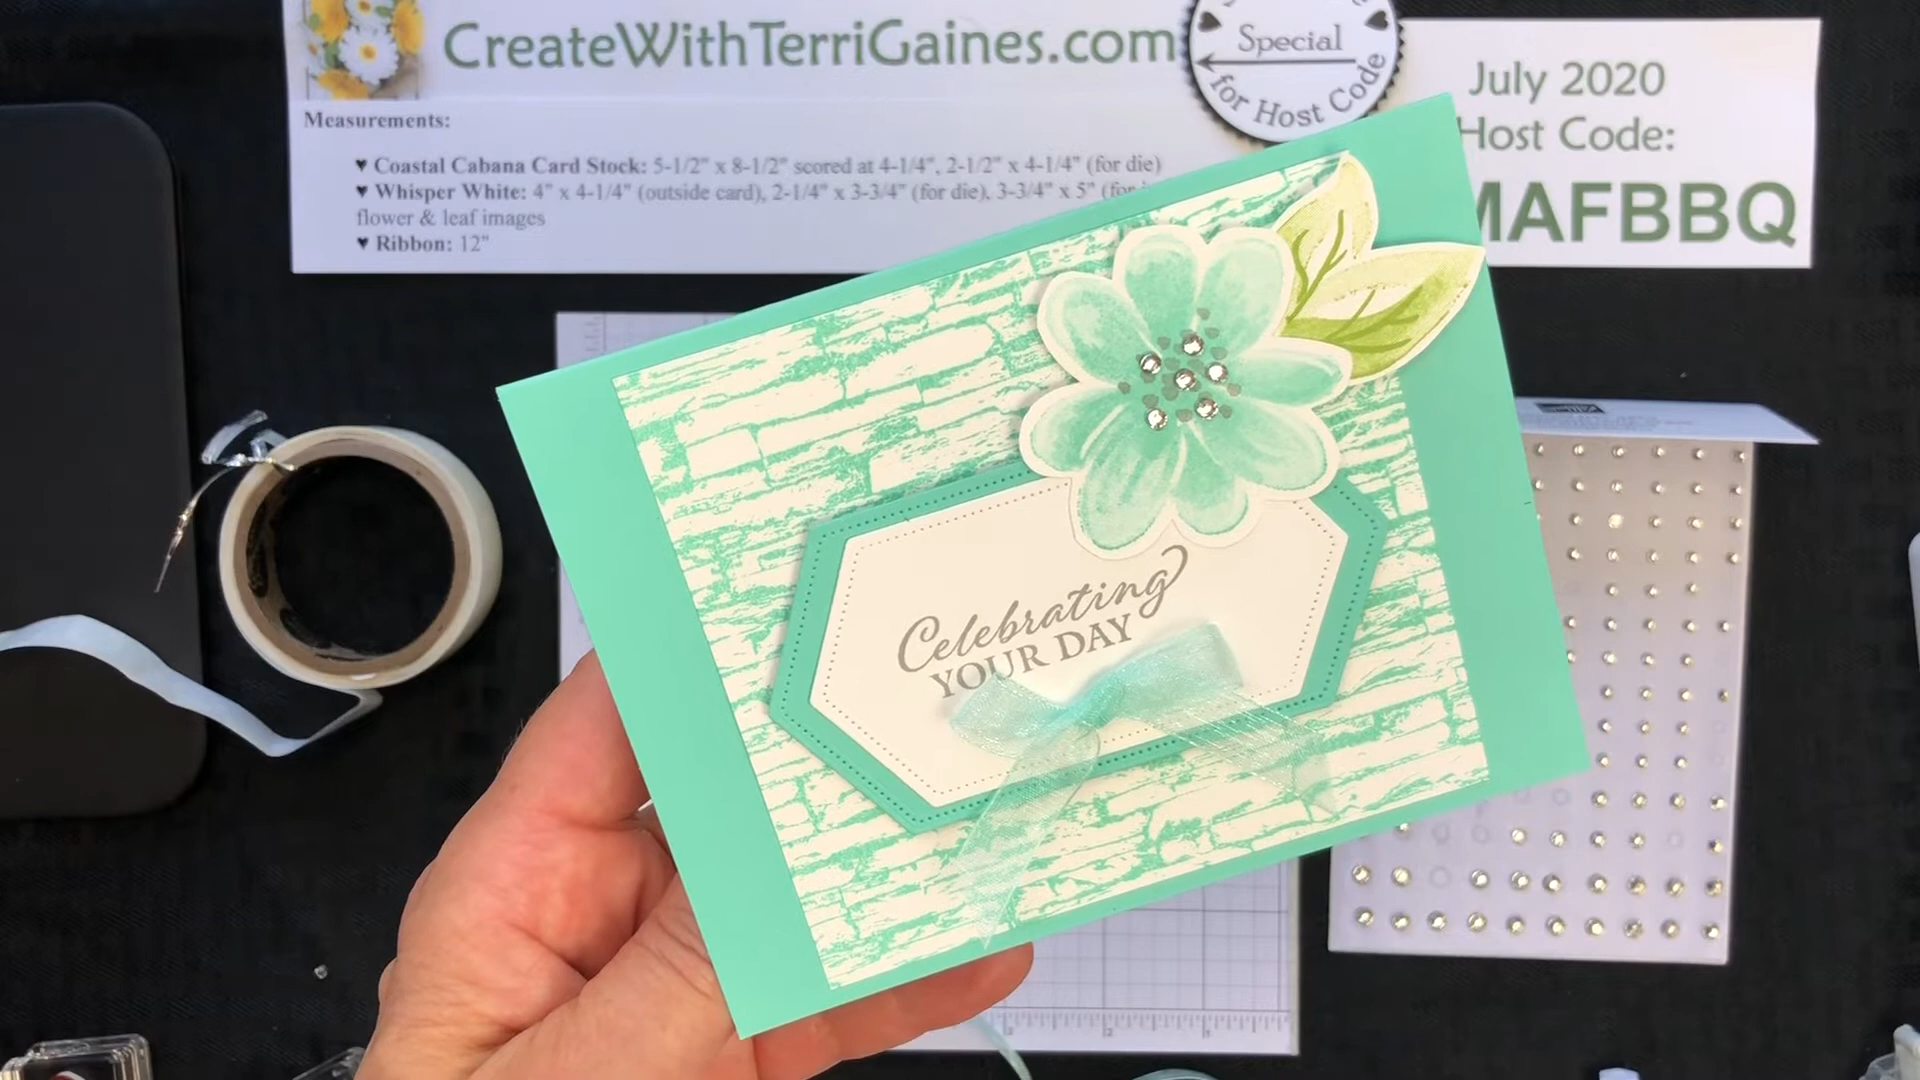 CreateWithTerriGaines.com
Special
for Host Code
July 2020
Host Code:
MAFBBQ
Measurements:
♥ Coastal Cabana Card Stock: 5-1/2" x 8-1/2" scored at 4-1/4", 2-1/2" x 4-1/4" (for die)
♥ Whisper White: 4" x 4-1/4" (outside card), 2-1/4" x 3-3/4" (for die), 3-3/4" x 5" (for
flower & leaf images
♥ Ribbon: 12"
Celebrating
YOUR DAY